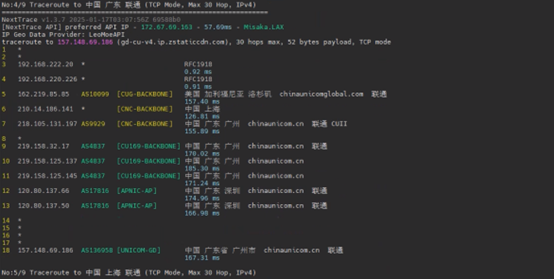 No:4/9 Traceroute to 中国 广东 联通 (TCP Mode, Max 30 Hop, IPv4)
===================================================================
NextTrace v1.3.7 2025-01-17T03:07:56Z 69580b0
[NextTrace API] preferred API IP - 172.67.69.163 - 57.69ms - Misaka.LAX
IP Geo Data Provider: LeoMoeAPI
traceroute to 157.148.69.186 (gd-cu-v4.ip.zstaticcdn.com), 30 hops max, 52 bytes payload, TCP mode
1 *
2 *
3 192.168.222.20 * RFC1918
0.92 ms
4 192.168.220.226 * RFC1918
0.91 ms
5 162.219.85.85 AS10099 [CUG-BACKBONE] 美国 加利福尼亚 洛杉矶 chinaunicomglobal.com 联通
157.40 ms
6 210.14.186.141 * [CNC-BACKBONE] 中国 上海
126.81 ms
7 218.105.131.197 AS9929 [CNC-BACKBONE] 中国 广东 广州 chinaunicom.cn 联通 CUII
155.89 ms
8 *
9 219.158.32.17 AS4837 [CU169-BACKBONE] 中国 广东 广州 chinaunicom.cn 联通
170.02 ms
10 219.158.125.137 AS4837 [CU169-BACKBONE] 中国 广东 广州 chinaunicom.cn 联通
185.30 ms
11 219.158.125.145 AS4837 [CU169-BACKBONE] 中国 广东 广州 chinaunicom.cn 联通
171.24 ms
12 120.80.137.66 AS17816 [APNIC-AP] 中国 广东 深圳 chinaunicom.cn 联通
174.96 ms
13 120.80.137.50 AS17816 [APNIC-AP] 中国 广东 深圳 chinaunicom.cn 联通
166.98 ms
14 *
15 *
16 *
17 *
18 157.148.69.186 AS136958 [UNICOM-GD] 中国 广东省 广州市 chinaunicom.cn 联通
167.31 ms
No:5/9 Traceroute to 中国 上海 联通 (TCP Mode, Max 30 Hop, IPv4)